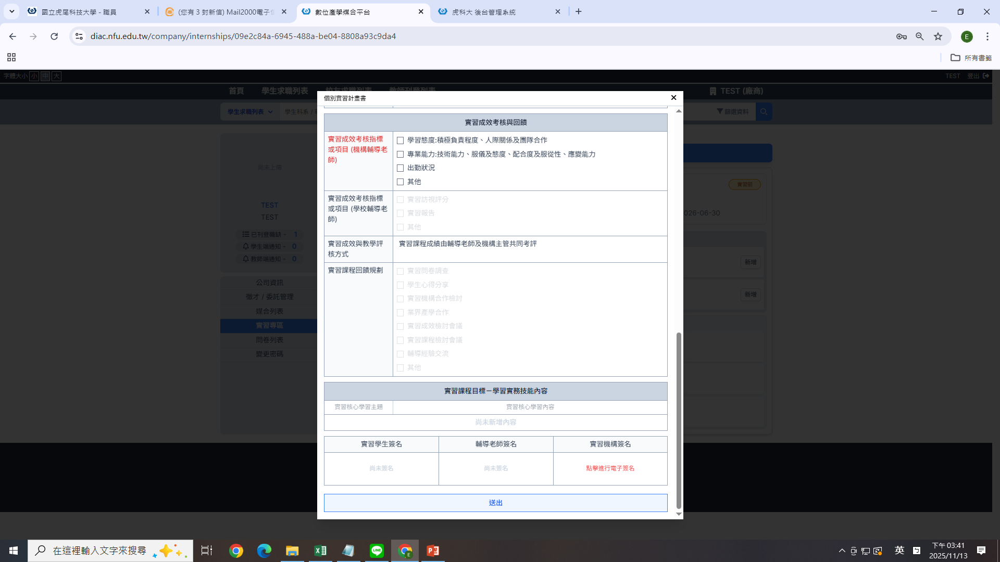 國立虎尾科技大學 - 職員
(您有 3 封新信) Mail2000電子信
數位產學媒合平台
虎科大 後台管理系統
diac.nfu.edu.tw/company/internships/09e2c84a-6945-488a-be04-8808a93c9da4
E
所有書籤
字體大小 小 中 大
TEST 登出
首頁 學生求職列表 校友求職列表 教師刊登列表
TEST (廠商)
學生求職列表
學生科系 /
篩選資料
個別實習計畫書
實習成效考核與回饋
實習成效考核指標或項目 (機構輔導老師)
學習態度:積極負責程度、人際關係及團隊合作
專業能力:技術能力、服儀及態度、配合度及服從性、應變能力
出勤狀況
其他
實習成效考核指標或項目 (學校輔導老師)
實習訪視評分
實習報告
其他
實習成效與教學評核方式
實習課程成績由輔導老師及機構主管共同考評
實習課程回饋規劃
實習問卷調查
學生心得分享
實習機構合作檢討
業界產學合作
實習成效檢討會議
實習課程檢討會議
輔導經驗交流
其他
實習課程目標－學習實務技能內容
實習核心學習主題 實習核心學習內容
尚未新增內容
實習學生簽名 輔導老師簽名 實習機構簽名
尚未簽名 尚未簽名 點擊進行電子簽名
送出
尚未上傳
TEST
TEST
已刊登職缺 - 1
學生端通知 - 0
教師端通知 - 0
公司資訊
徵才 / 委託管理
媒合列表
實習專區
問卷列表
變更密碼
實習前
026-06-30
新增
新增
在這裡輸入文字來搜尋
英
下午 03:41
2025/11/13